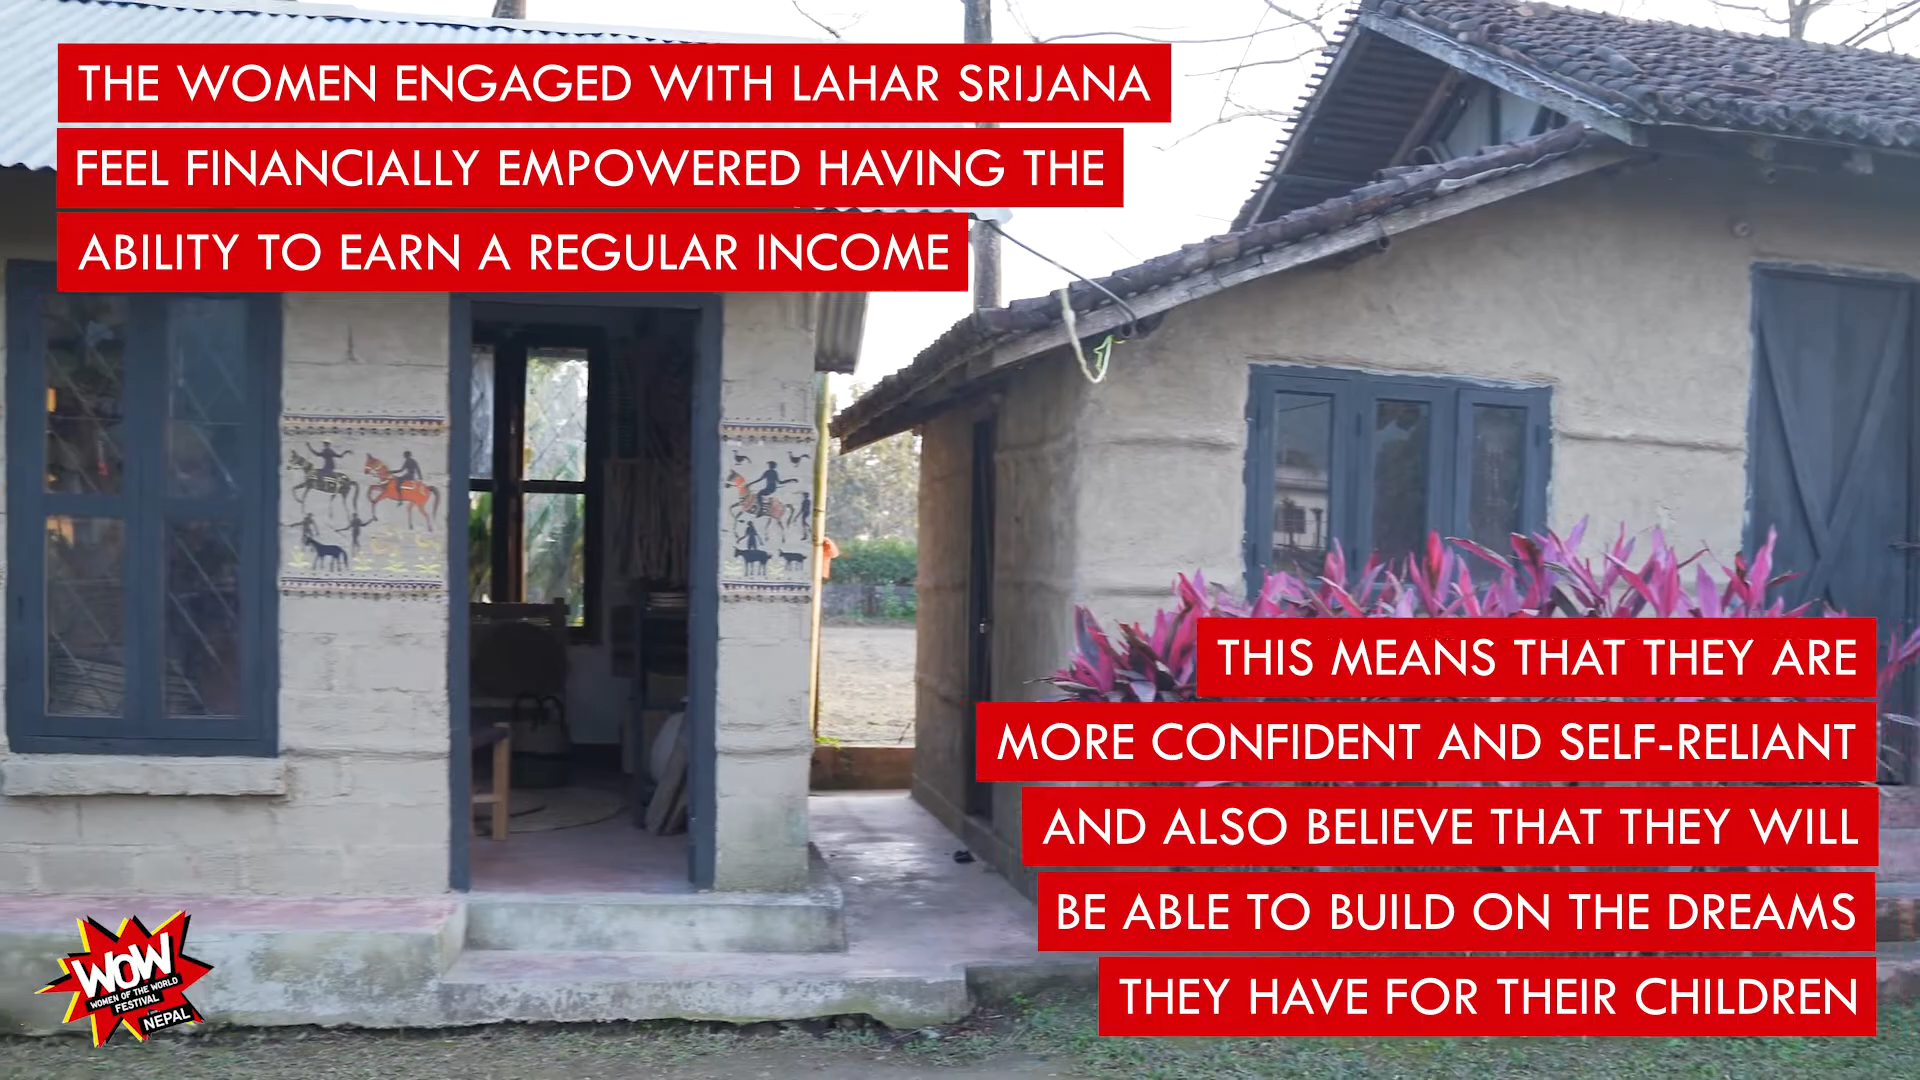 THE WOMEN ENGAGED WITH LAHAR SRIJANA
FEEL FINANCIALLY EMPOWERED HAVING THE
ABILITY TO EARN A REGULAR INCOME
THIS MEANS THAT THEY ARE
MORE CONFIDENT AND SELF-RELIANT
AND ALSO BELIEVE THAT THEY WILL
BE ABLE TO BUILD ON THE DREAMS
THEY HAVE FOR THEIR CHILDREN
WOW
WOMEN OF THE WORLD
FESTIVAL
NEPAL